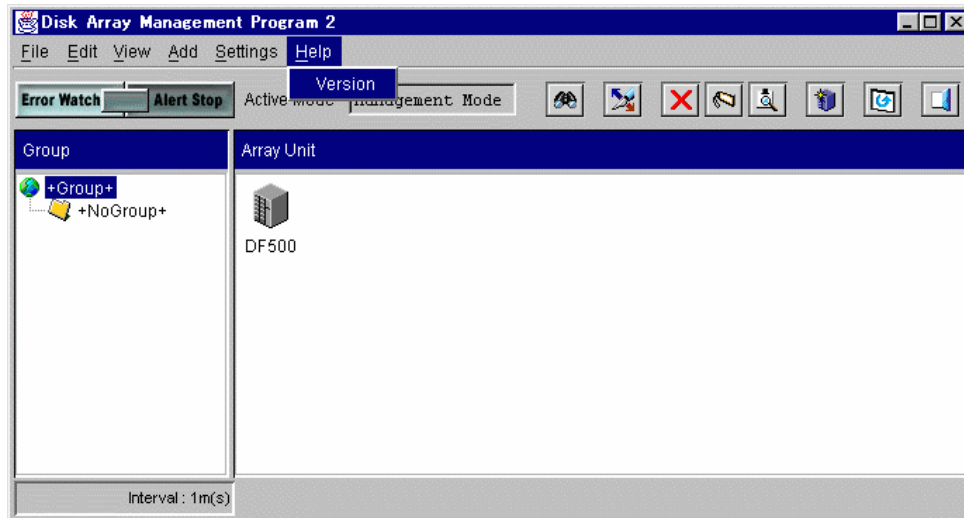 Disk Array Management Program 2
File Edit View Add Settings Help
Version
Error Watch Alert Stop Active Mode Management Mode
Group Array Unit
+Group+
+NoGroup+
DF500
Interval : 1m(s)